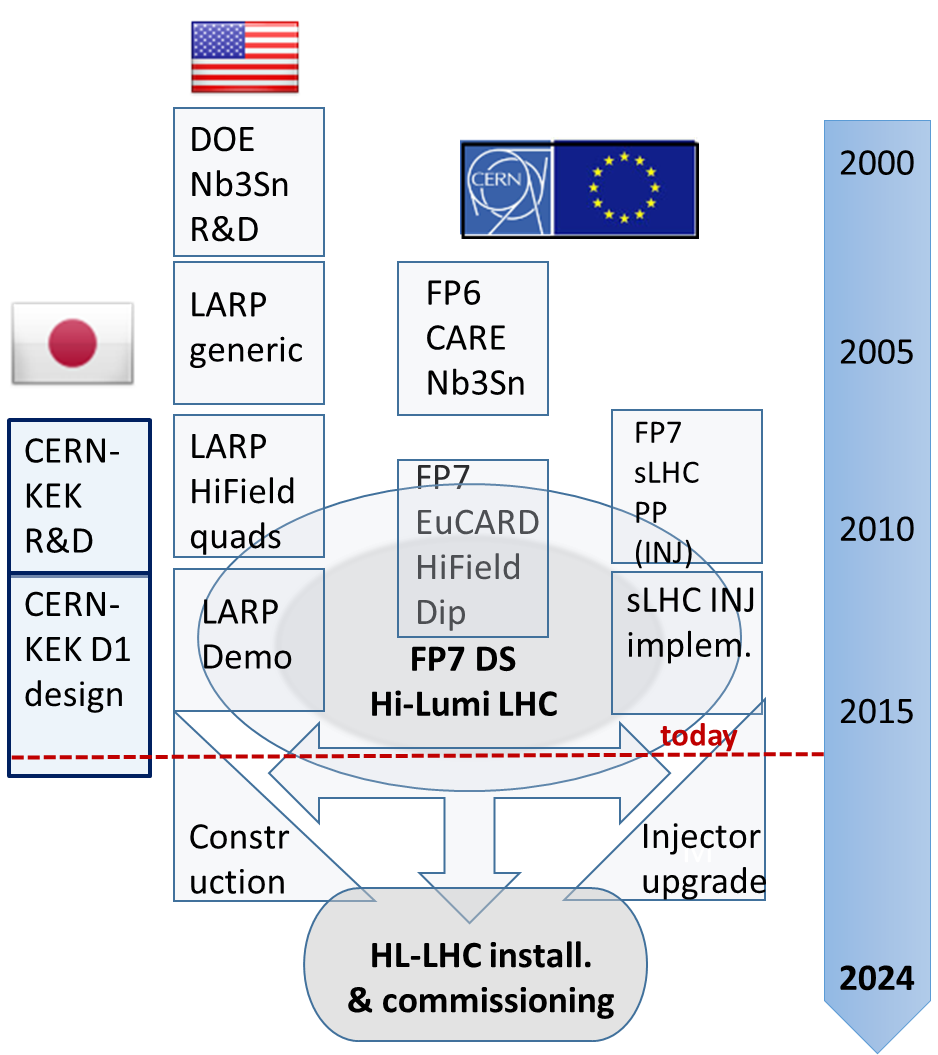 DOE
Nb3Sn
R&D
CERN
2000
LARP
generic
FP6
CARE
Nb3Sn
2005
CERN-
KEK
R&D
LARP
HiField
quads
FP7
EuCARD
HiField
Dip
FP7
sLHC
PP
(INJ)
2010
CERN-
KEK D1
design
LARP
Demo
sLHC INJ
implem.
FP7 DS
Hi-Lumi LHC
2015
today
Constr
uction
Injector
upgrade
HL-LHC install.
& commissioning
2024